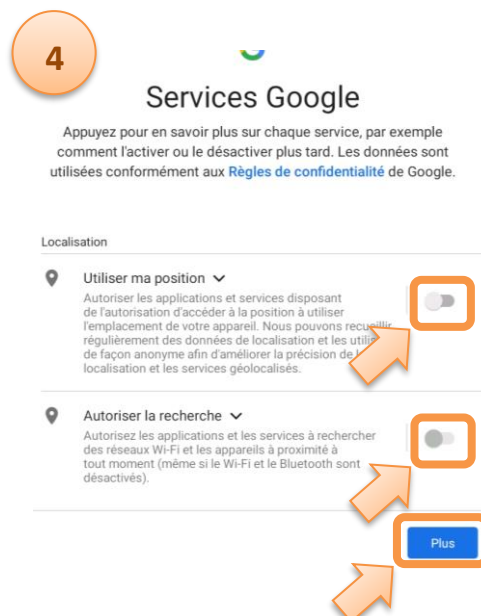 4
Services Google
Appuyez pour en savoir plus sur chaque service, par exemple
comment l'activer ou le désactiver plus tard. Les données sont
utilisées conformément aux Règles de confidentialité de Google.
Localisation
Utiliser ma position
Autoriser les applications et services disposant
de l'autorisation d'accéder à la position à utiliser
l'emplacement de votre appareil. Nous pouvons recueillir
régulièrement des données de localisation et les
de façon anonyme afin d'améliorer la précision de
localisation et les services géolocalisés.
Autoriser la recherche
Autorisez les applications et les services à rechercher
des réseaux Wi-Fi et les appareils à proximité à
tout moment (même si le Wi-Fi et le Bluetooth sont
désactivés).
Plus